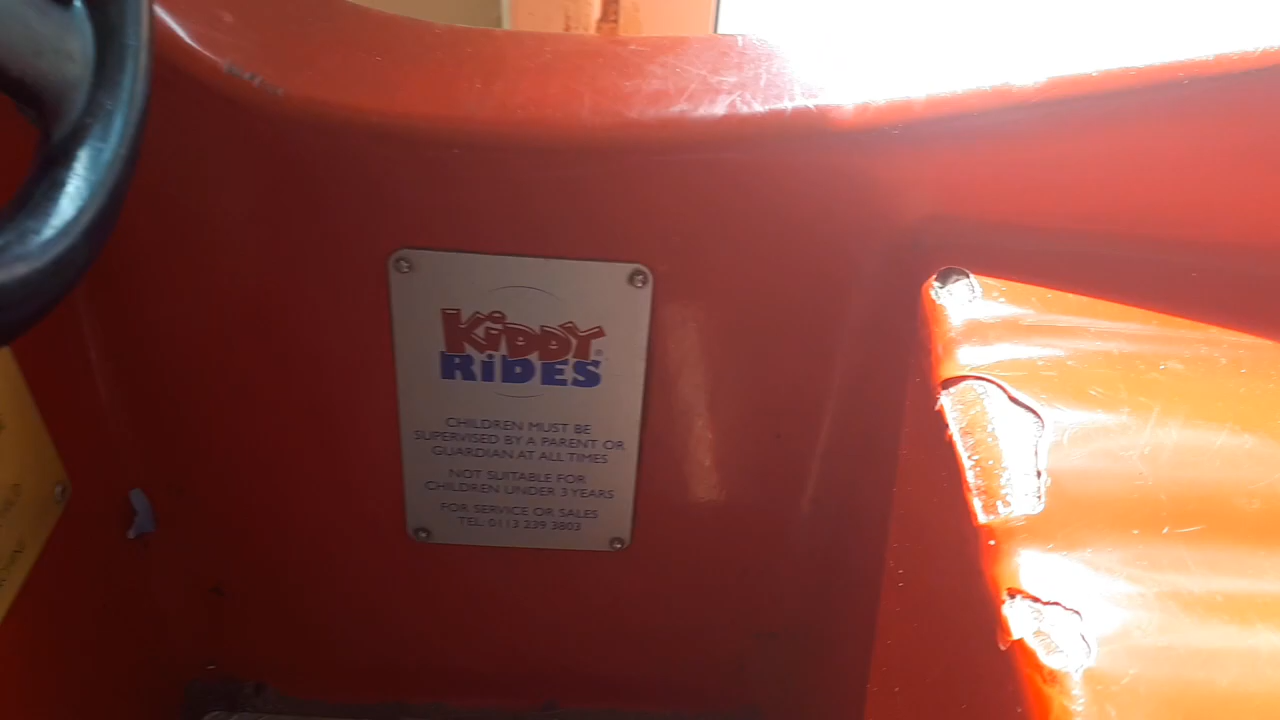 KiDDY®
RiDES
CHILDREN MUST BE
SUPERVISED BY A PARENT OR
GUARDIAN AT ALL TIMES
NOT SUITABLE FOR
CHILDREN UNDER 3 YEARS
FOR SERVICE OR SALES
TEL: 0113 239 3803